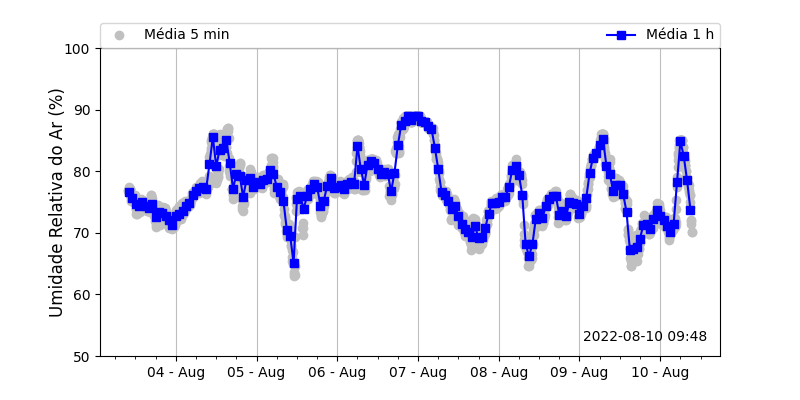 Média 5 min
Média 1 h
100
90
80
70
60
50
Umidade Relativa do Ar (%)
2022-08-10 09:48
04 - Aug
05 - Aug
06 - Aug
07 - Aug
08 - Aug
09 - Aug
10 - Aug